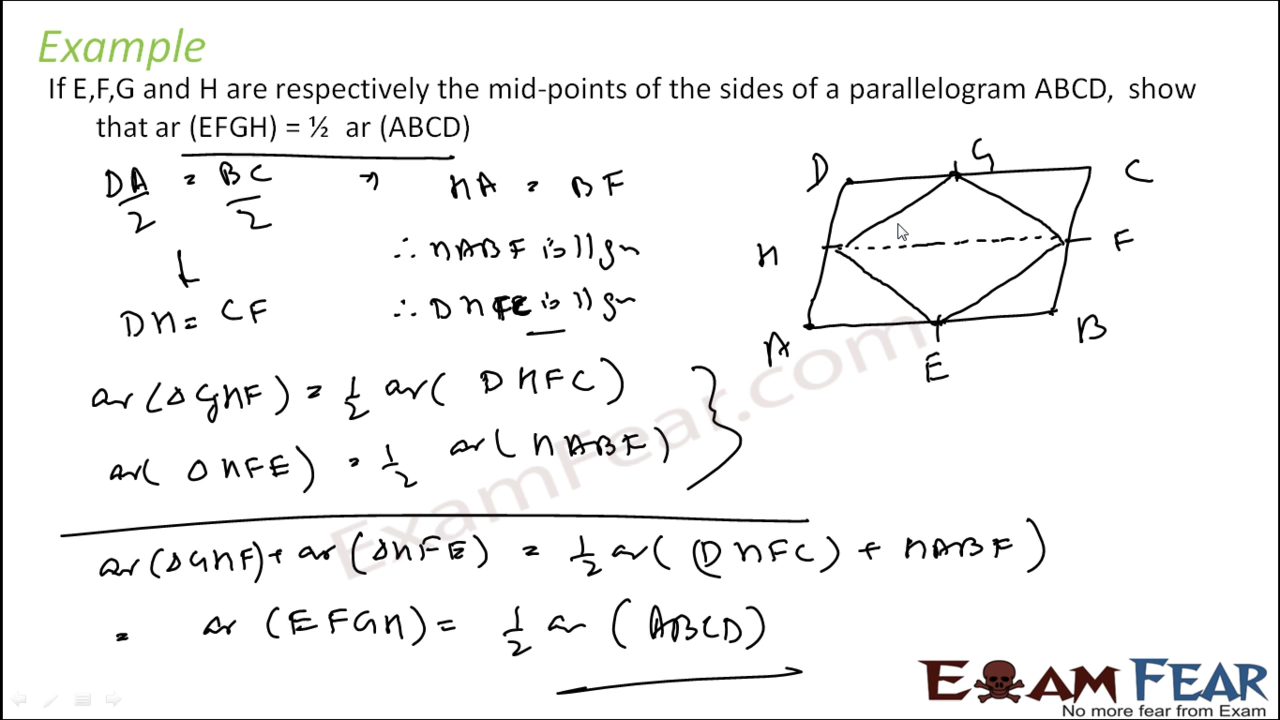 Example
If E,F,G and H are respectively the mid-points of the sides of a parallelogram ABCD, show
that ar (EFGH) = ½ ar (ABCD)
DA/2 = BC/2 ⇒ HA = BF
∴ HABF is ||gm
↓
DH = CF
∴ DHFC is ||gm
ar(ΔGHF) = 1/2 ar( DHFC )
ar( ΔHFE ) = 1/2 ar( HABF )
ar(ΔGHF) + ar(ΔHFE) = 1/2 ar( (DHFC) + HABF )
= ar (EFGH) = 1/2 ar (ABCD)
D G C
H F
A E B
ExamFear.com
EXAM FEAR
No more fear from Exam